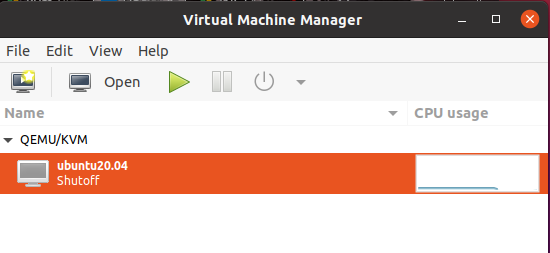 Virtual Machine Manager
File Edit View Help
Open
Name CPU usage
QEMU/KVM
ubuntu20.04
Shutoff